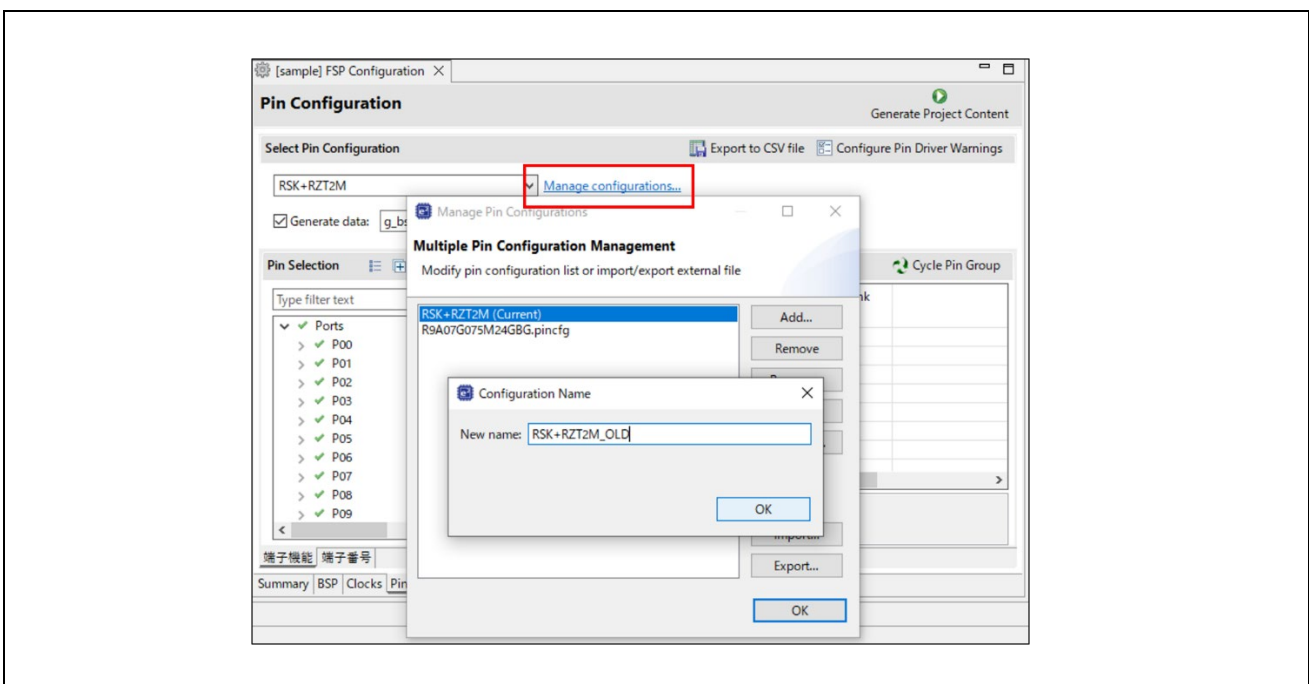 [sample] FSP Configuration
Pin Configuration
Generate Project Content
Select Pin Configuration
Export to CSV file
Configure Pin Driver Warnings
RSK+RZT2M
Manage configurations...
Generate data: g_bs
Manage Pin Configurations
Multiple Pin Configuration Management
Modify pin configuration list or import/export external file
Pin Selection
Cycle Pin Group
Type filter text
RSK+RZT2M (Current)
R9A07G075M24GBG.pincfg
Add...
Remove
Ports
P00
P01
P02
P03
P04
P05
P06
P07
P08
P09
Configuration Name
New name: RSK+RZT2M_OLD
OK
Import...
Export...
OK
端子機能 端子番号
Summary BSP Clocks Pin